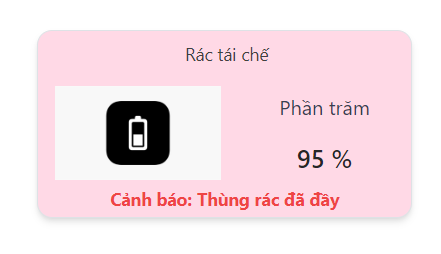 Rác tái chế
Phần trăm
95 %
Cảnh báo: Thùng rác đã đầy